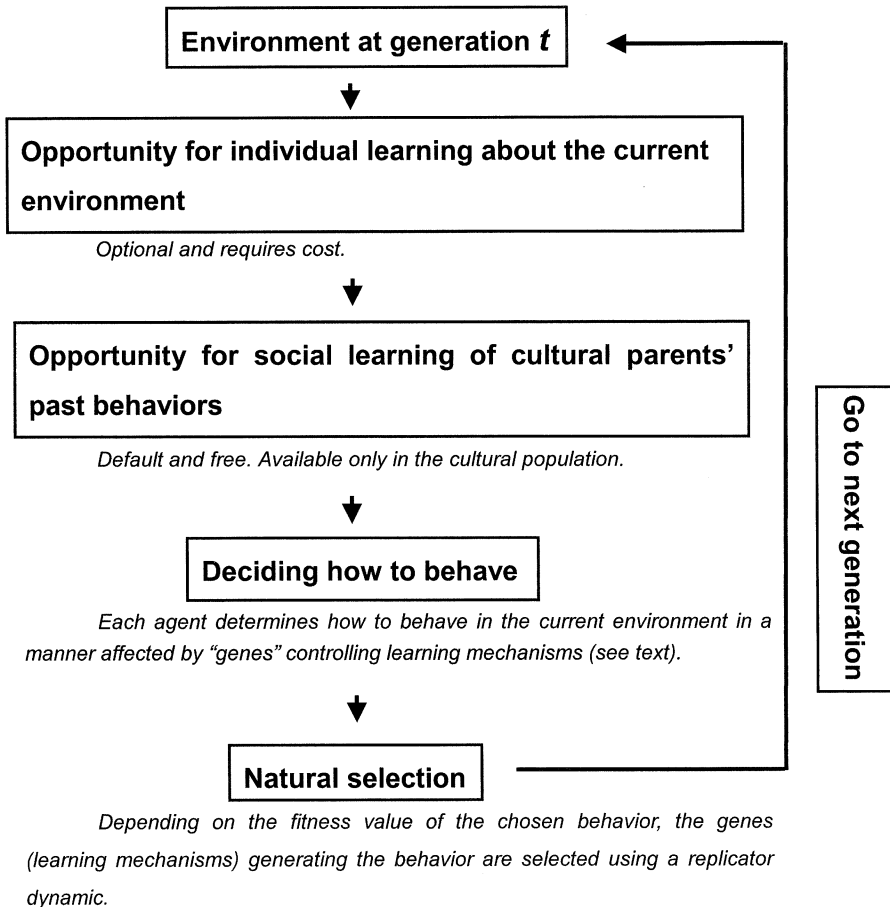 Environment at generation t
Opportunity for individual learning about the current
environment
Optional and requires cost.
Opportunity for social learning of cultural parents’
past behaviors
Default and free. Available only in the cultural population.
Deciding how to behave
Each agent determines how to behave in the current environment in a
manner affected by “genes” controlling learning mechanisms (see text).
Natural selection
Depending on the fitness value of the chosen behavior, the genes
(learning mechanisms) generating the behavior are selected using a replicator
dynamic.
Go to next generation